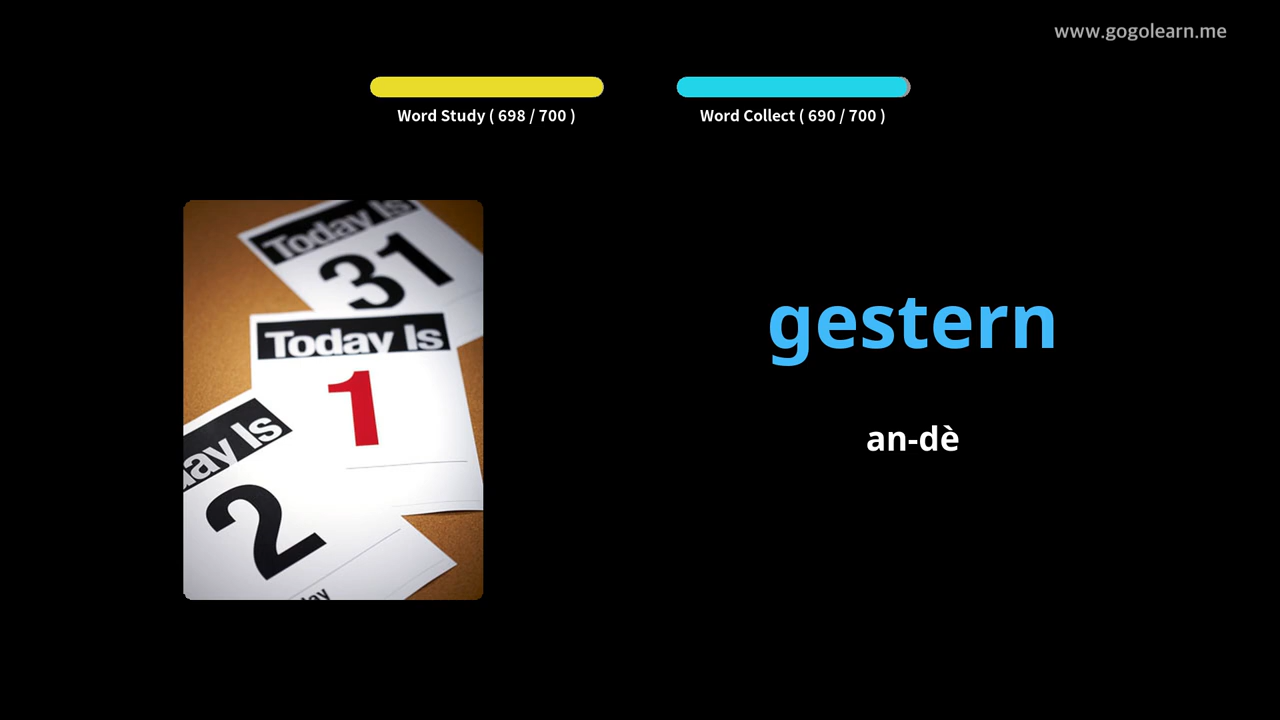 www.gogolearn.me
Word Study ( 698 / 700 )
Word Collect ( 690 / 700 )
Today Is
31
Today Is
1
ay Is
2
ay
gestern
an-dè